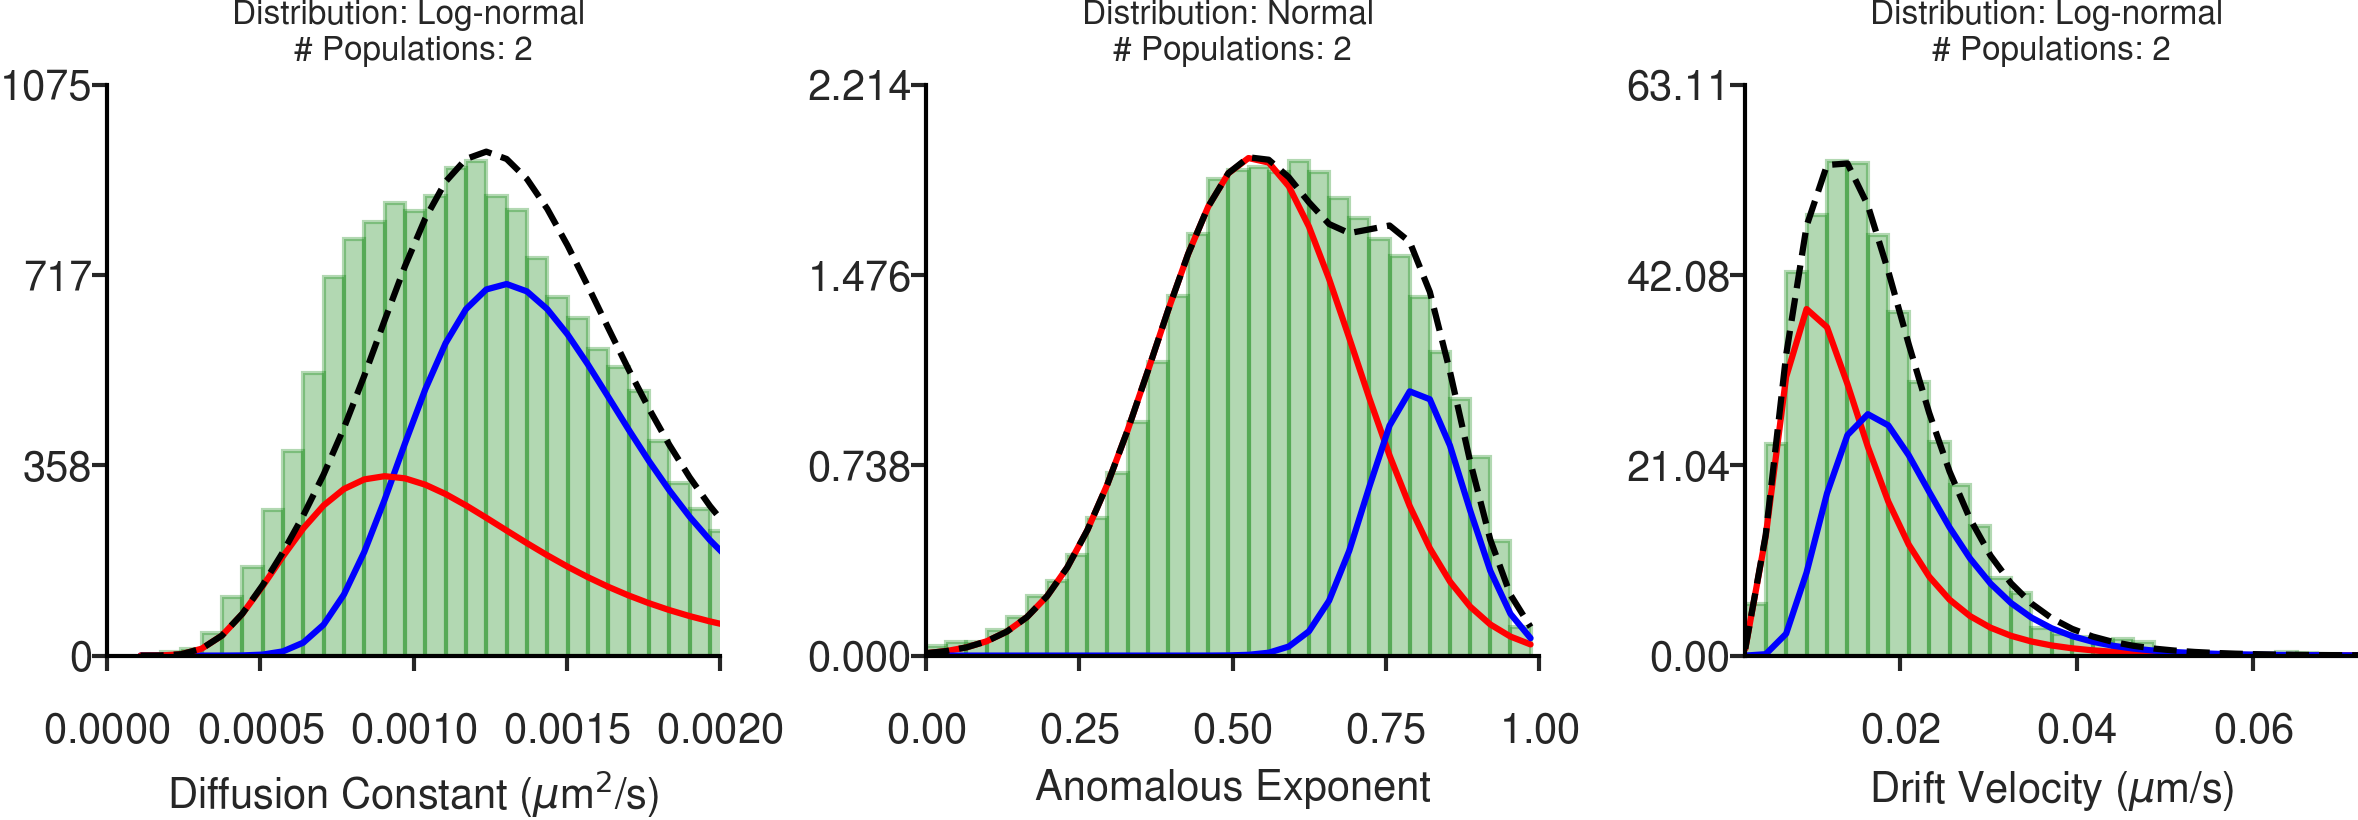 Distribution: Log-normal
# Populations: 2
1075
717
358
0
0.0000 0.0005 0.0010 0.0015 0.0020
Diffusion Constant (μm²/s)
Distribution: Normal
# Populations: 2
2.214
1.476
0.738
0.000
0.00 0.25 0.50 0.75 1.00
Anomalous Exponent
Distribution: Log-normal
# Populations: 2
63.11
42.08
21.04
0.00
0.02 0.04 0.06
Drift Velocity (μm/s)